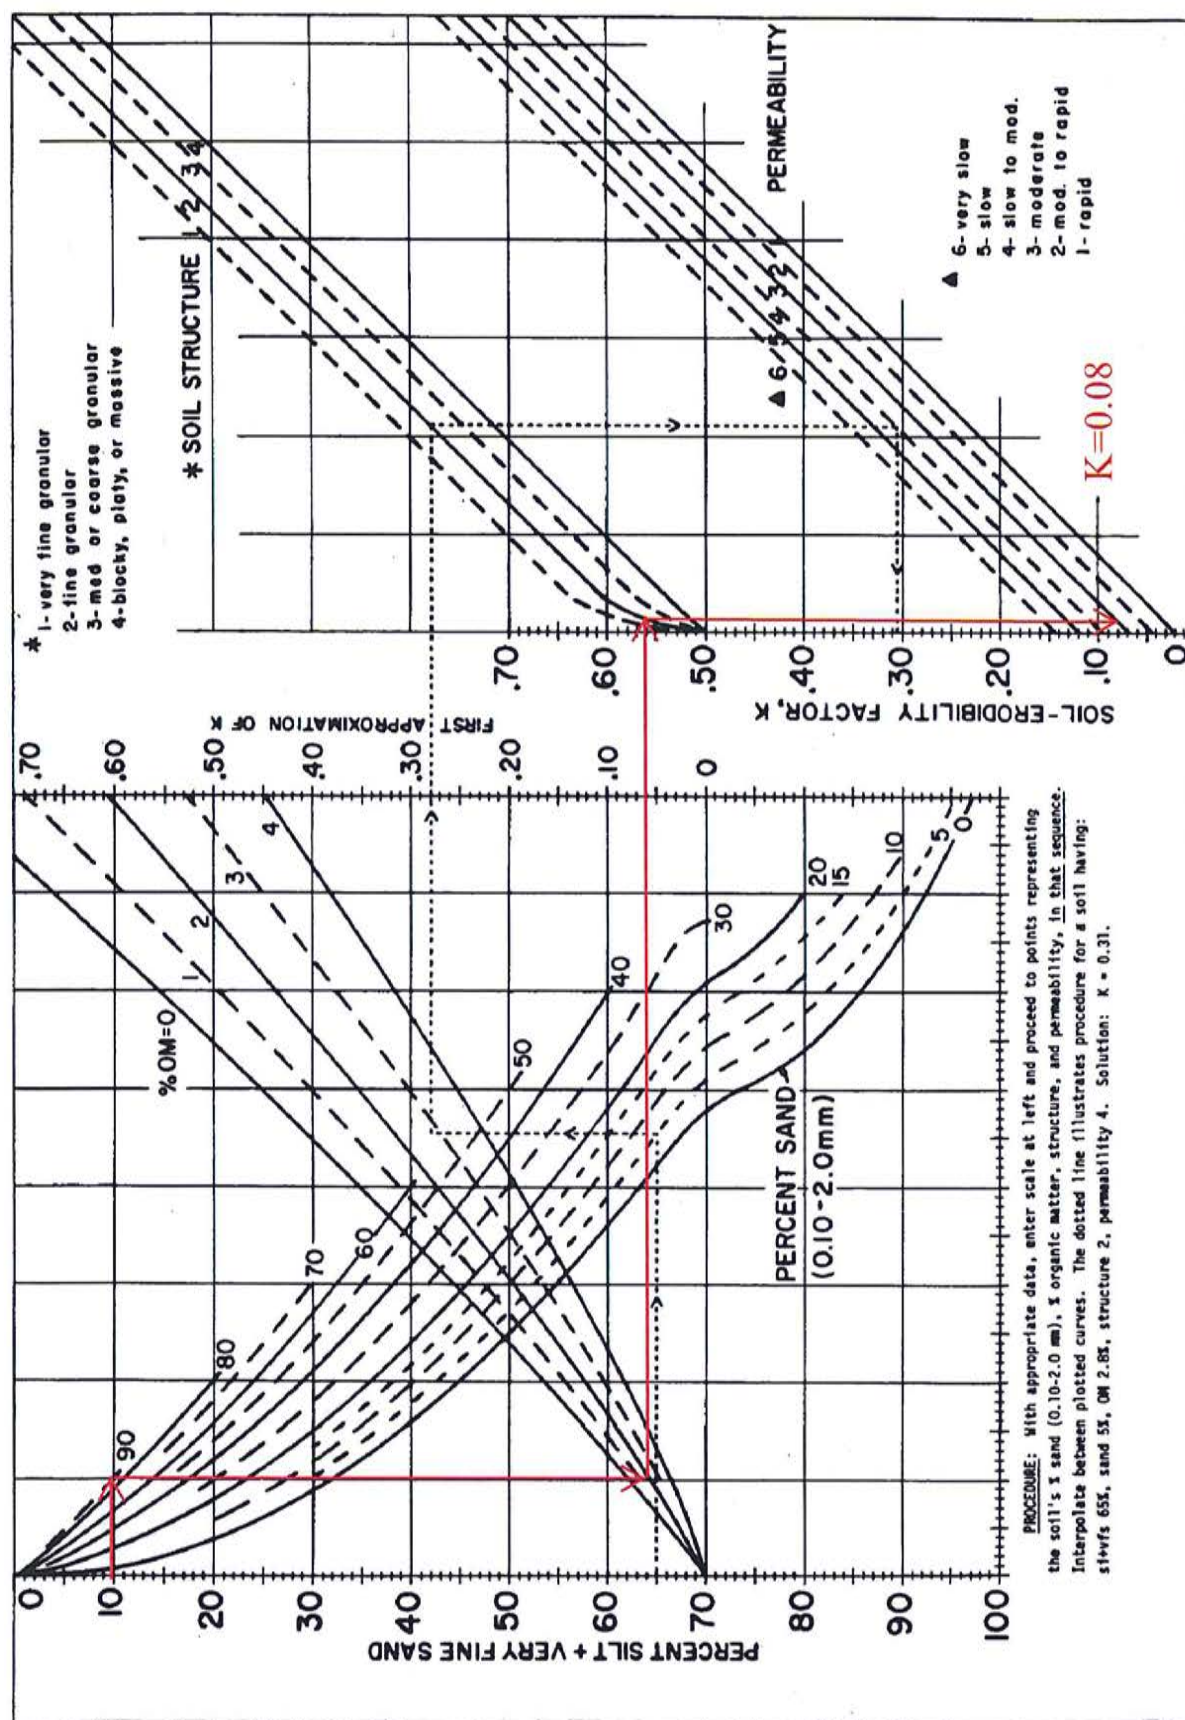 PERCENT SILT + VERY FINE SAND
0
10
20
30
40
50
60
70
80
90
100
90
80
70
60
50
40
30
20
15
10
5
0
PERCENT SAND
(0.10-2.0mm)
%OM=0
1
2
3
4
FIRST APPROXIMATION OF K
.70
.60
.50
.40
.30
.20
.10
0
* 1- very fine granular
2- fine granular
3- med or coarse granular
4- blocky, platy, or massive
* SOIL STRUCTURE 1 2 3 4
.70
.60
.50
.40
.30
.20
.10
0
SOIL-ERODIBILITY FACTOR, K
▲ 6 5 4 3 2 1
PERMEABILITY
▲ 6- very slow
5- slow
4- slow to mod.
3- moderate
2- mod. to rapid
1- rapid
K=0.08
PROCEDURE: With appropriate data, enter scale at left and proceed to points representing
the soil's % sand (0.10-2.0 mm), % organic matter, structure, and permeability, in that sequence.
Interpolate between plotted curves. The dotted line illustrates procedure for a soil having:
si+vfs 65%, sand 5%, OM 2.8%, structure 2, permeability 4. Solution: K = 0.31.